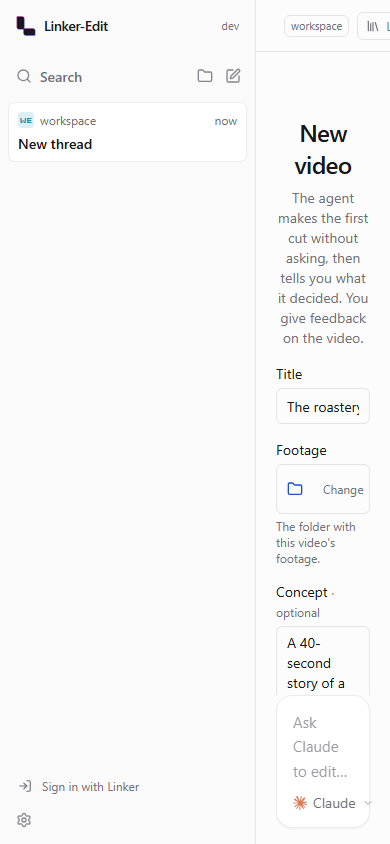 Linker-Edit
dev
Search
workspace
now
New thread
Sign in with Linker
workspace
New
video
The agent
makes the first
cut without
asking, then
tells you what
it decided. You
give feedback
on the video.
Title
The roastery
Footage
Change
The folder with
this video's
footage.
Concept ·
optional
A 40-
second
story of a
Ask
Claude
to edit...
Claude